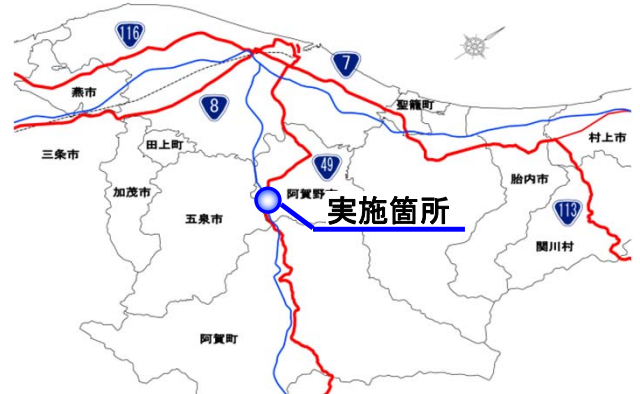 116
7
燕市
8
聖籠町
村上市
三条市
田上町
49
胎内市
加茂市
阿賀野市
五泉市
実施箇所
113
関川村
阿賀町